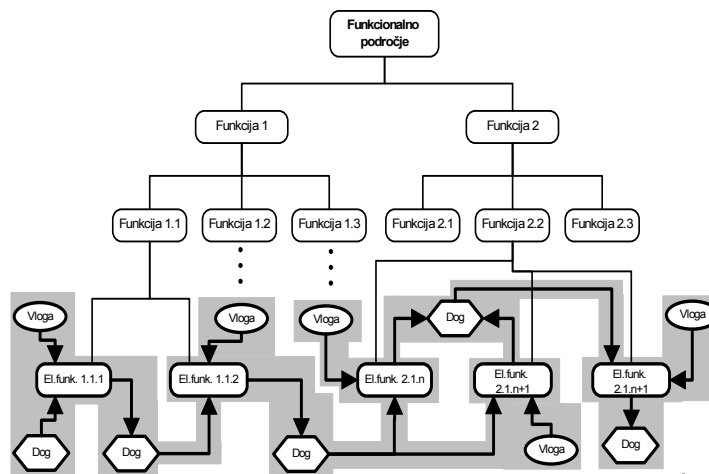 Funkcionalno
področje
Funkcija 1
Funkcija 2
Funkcija 1.1
Funkcija 1.2
Funkcija 1.3
Funkcija 2.1
Funkcija 2.2
Funkcija 2.3
Vloga
Vloga
Vloga
Dog
Vloga
El.funk. 1.1.1
El.funk. 1.1.2
El.funk. 2.1.n
El.funk.
2.1.n+1
El.funk.
2.1.n+1
Dog
Dog
Dog
Vloga
Dog